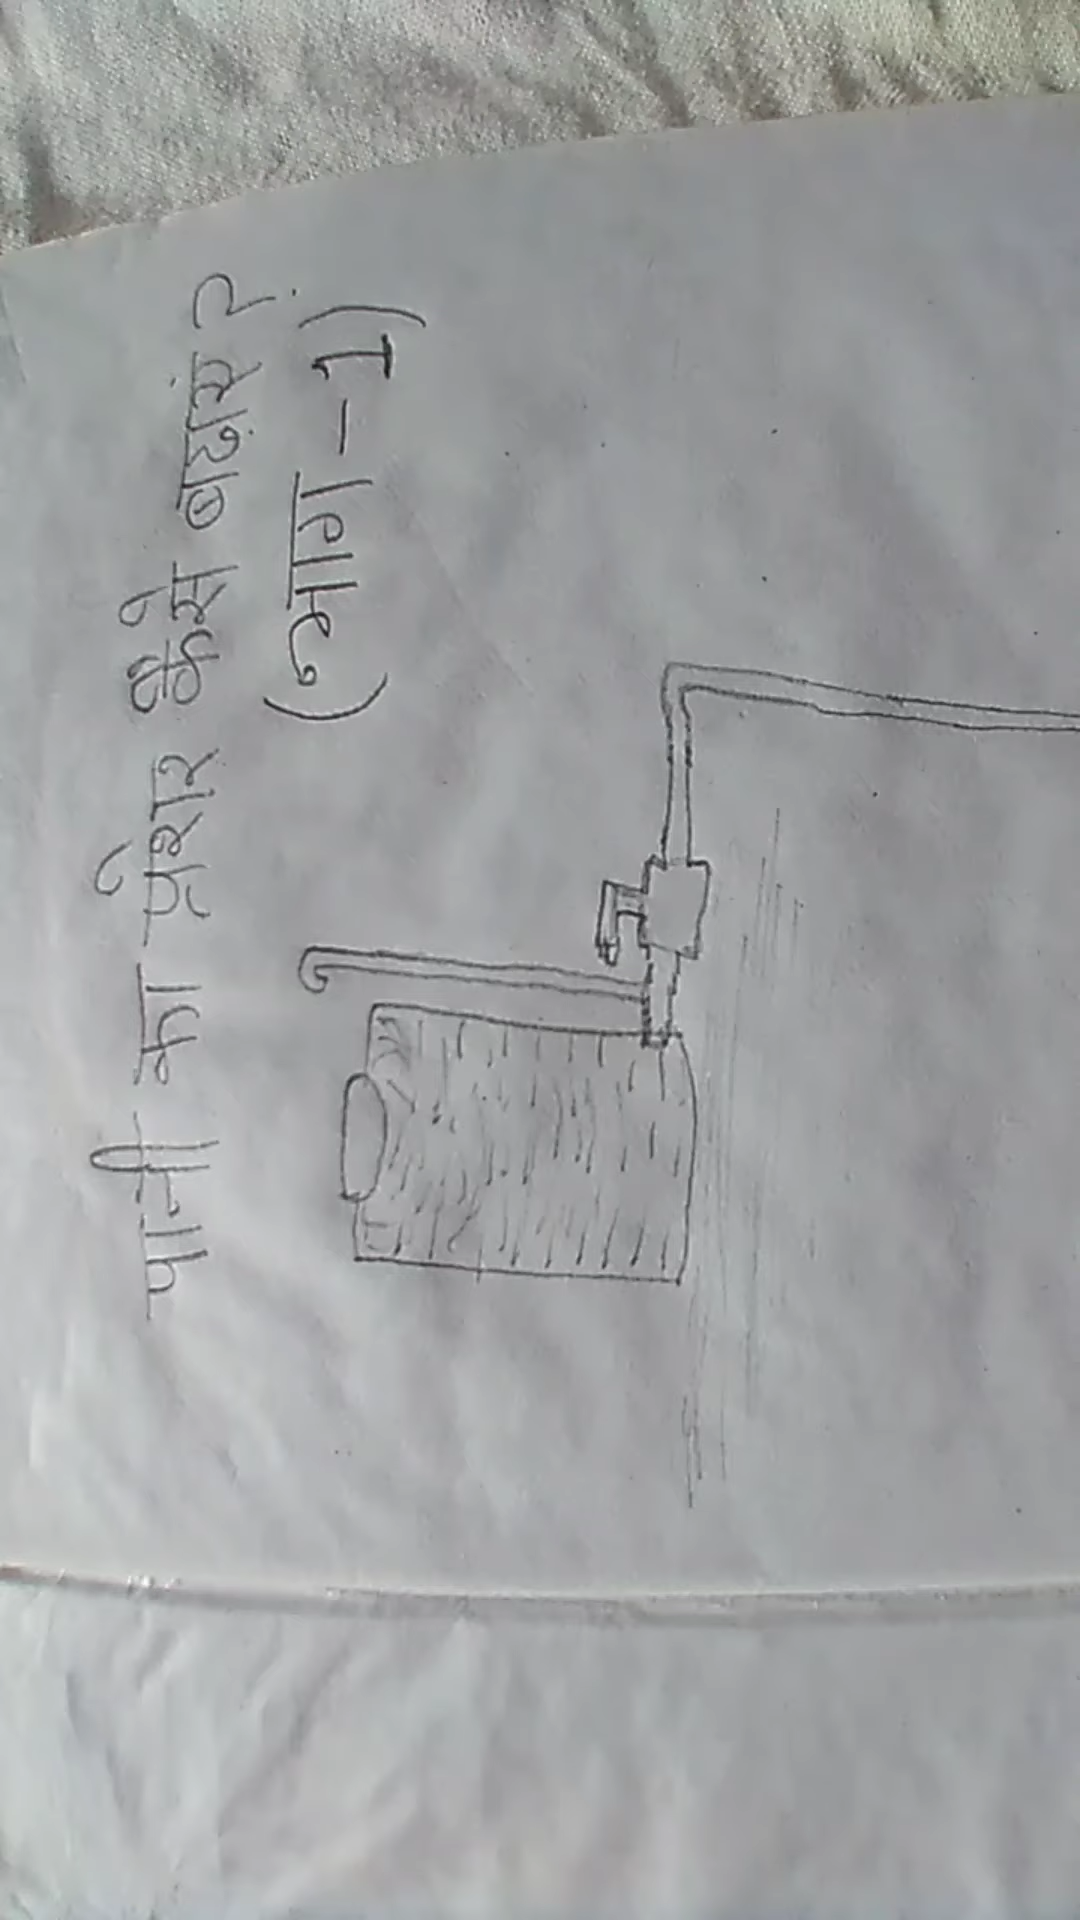 पानी का प्रेशर कैसे बढ़ायें ?
(भाग - 1)